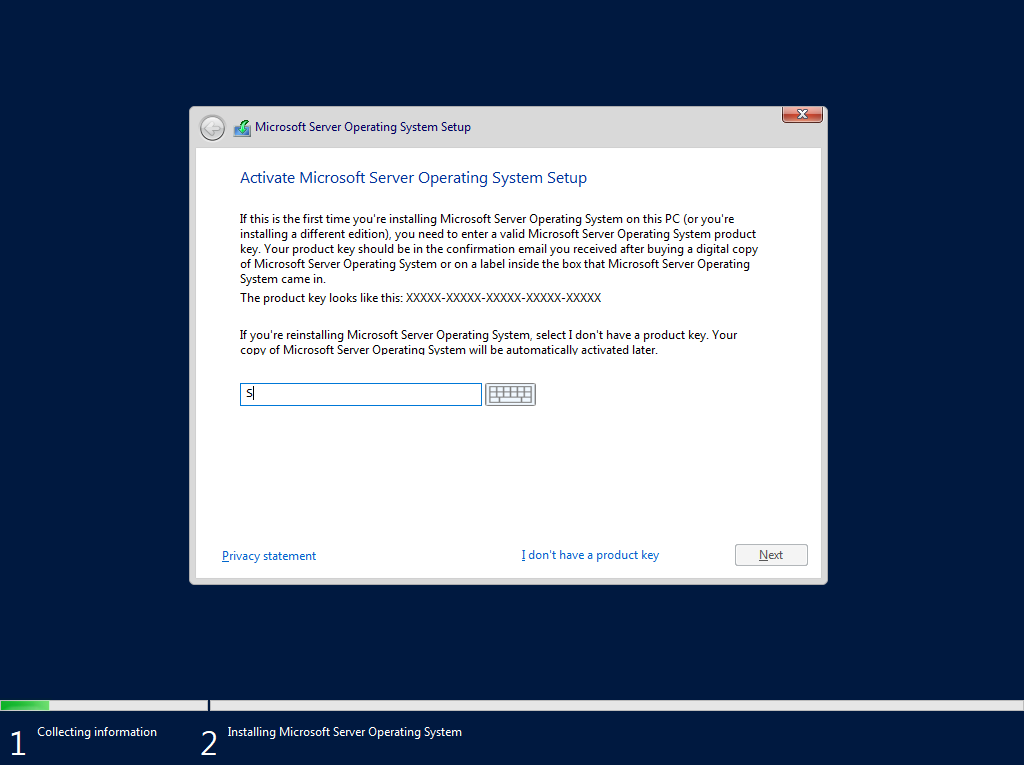 Microsoft Server Operating System Setup
Activate Microsoft Server Operating System Setup
If this is the first time you're installing Microsoft Server Operating System on this PC (or you're
installing a different edition), you need to enter a valid Microsoft Server Operating System product
key. Your product key should be in the confirmation email you received after buying a digital copy
of Microsoft Server Operating System or on a label inside the box that Microsoft Server Operating
System came in.
The product key looks like this: XXXXX-XXXXX-XXXXX-XXXXX-XXXXX
If you're reinstalling Microsoft Server Operating System, select I don't have a product key. Your
copy of Microsoft Server Operating System will be automatically activated later.
S
Privacy statement
I don't have a product key
Next
1 Collecting information
2 Installing Microsoft Server Operating System